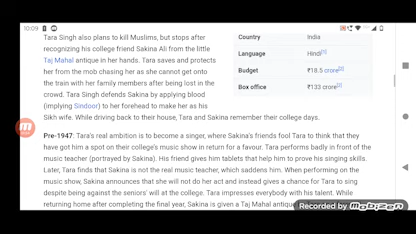 10:09
Tara Singh also plans to kill Muslims, but stops after
recognizing his college friend Sakina Ali from the little
Taj Mahal antique in her hands. Tara saves and protects
her from the mob chasing her as she cannot get onto
the train with her family members after being lost in the
crowd. Tara Singh defends Sakina by applying blood
(implying Sindoor) to her forehead to make her as his
Sikh wife. While driving back to their house, Tara and Sakina remember their college days.
Country India
Language Hindi[1]
Budget ₹18.5 crore[2]
Box office ₹133 crore[2]
Pre-1947: Tara's real ambition is to become a singer, where Sakina's friends fool Tara to think that they
have got him a spot on their college's music show in return for a favour. Tara performs badly in front of the
music teacher (portrayed by Sakina). His friend gives him tablets that help him to prove his singing skills.
Later, Tara finds that Sakina is not the real music teacher, which saddens him. When performing on the
music show, Sakina announces that she will not do her act and instead gives a chance for Tara to sing
despite being against the seniors' will at the college. Tara impresses everybody with his talent. While
returning home after completing the final year, Sakina is given a Taj Mahal antique
Recorded by mobizen